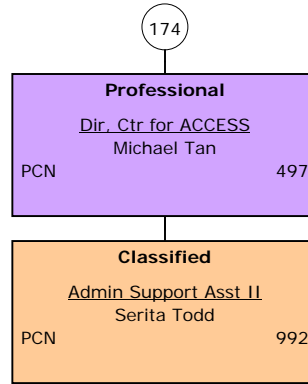 174
Professional
Dir, Ctr for ACCESS
Michael Tan
PCN 497
Classified
Admin Support Asst II
Serita Todd
PCN 992